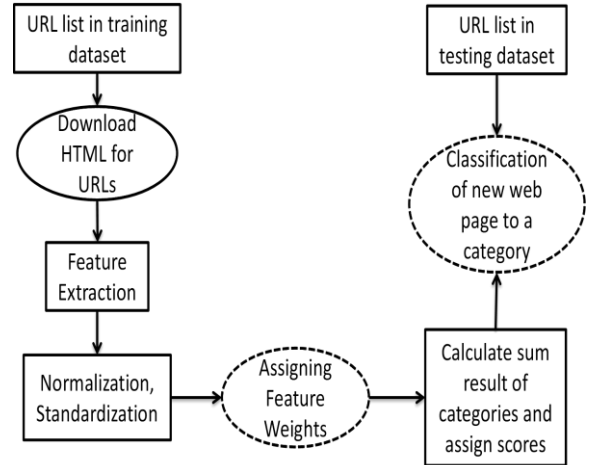 URL list in training
dataset
Download
HTML for
URLs
Feature
Extraction
Normalization,
Standardization
Assigning
Feature
Weights
Calculate sum
result of
categories and
assign scores
Classification
of new web
page to a
category
URL list in
testing dataset